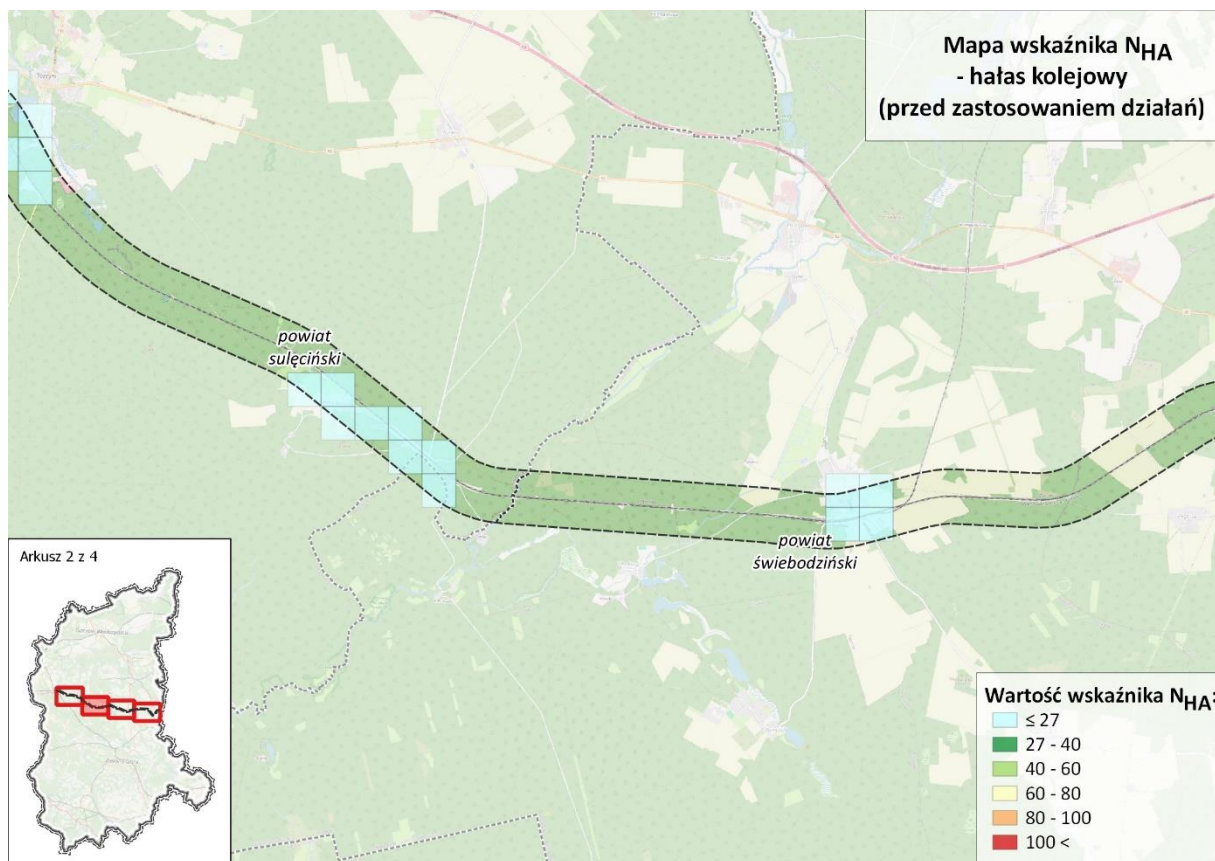 Mapa wskaźnika NHA
- hałas kolejowy
(przed zastosowaniem działań)
powiat
sulęciński
powiat
świebodziński
Arkusz 2 z 4
Wartość wskaźnika NHA:
≤ 27
27 - 40
40 - 60
60 - 80
80 - 100
100 <